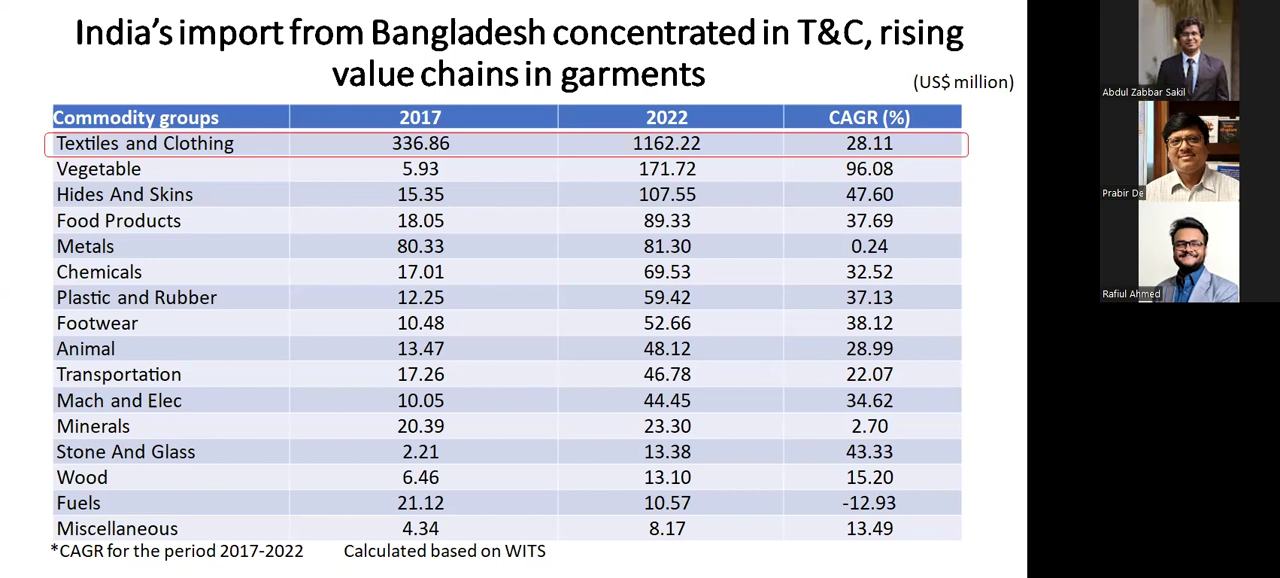 India's import from Bangladesh concentrated in T&C, rising
value chains in garments
(US$ million)
Commodity groups 2017 2022 CAGR (%)
Textiles and Clothing 336.86 1162.22 28.11
Vegetable 5.93 171.72 96.08
Hides And Skins 15.35 107.55 47.60
Food Products 18.05 89.33 37.69
Metals 80.33 81.30 0.24
Chemicals 17.01 69.53 32.52
Plastic and Rubber 12.25 59.42 37.13
Footwear 10.48 52.66 38.12
Animal 13.47 48.12 28.99
Transportation 17.26 46.78 22.07
Mach and Elec 10.05 44.45 34.62
Minerals 20.39 23.30 2.70
Stone And Glass 2.21 13.38 43.33
Wood 6.46 13.10 15.20
Fuels 21.12 10.57 -12.93
Miscellaneous 4.34 8.17 13.49
*CAGR for the period 2017-2022 Calculated based on WITS
Abdul Zabbar Sakil
Prabir De
Rafiul Ahmed